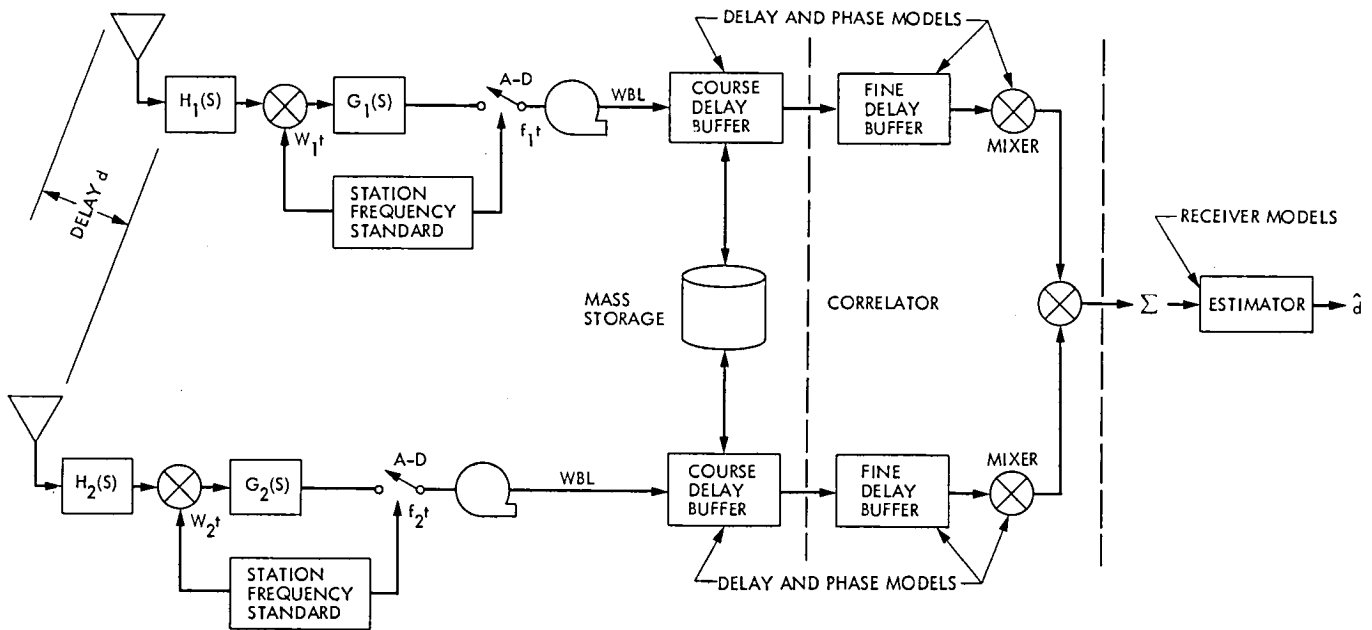 DELAY AND PHASE MODELS
H1(S)
G1(S)
A-D
W1t
f1t
WBL
COURSE
DELAY
BUFFER
FINE
DELAY
BUFFER
MIXER
DELAY d
STATION
FREQUENCY
STANDARD
MASS
STORAGE
CORRELATOR
RECEIVER MODELS
Σ
ESTIMATOR
d̂
H2(S)
G2(S)
A-D
W2t
f2t
WBL
COURSE
DELAY
BUFFER
FINE
DELAY
BUFFER
MIXER
STATION
FREQUENCY
STANDARD
DELAY AND PHASE MODELS